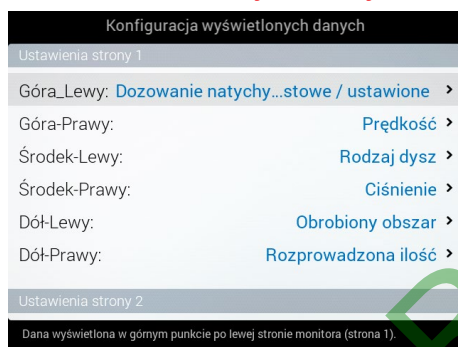 Konfiguracja wyświetlonych danych
Ustawienia strony 1
Góra_Lewy: Dozowanie natychy...stowe / ustawione
Góra-Prawy: Prędkość
Środek-Lewy: Rodzaj dysz
Środek-Prawy: Ciśnienie
Dół-Lewy: Obrobiony obszar
Dół-Prawy: Rozprowadzona ilość
Ustawienia strony 2
Dana wyświetlona w górnym punkcie po lewej stronie monitora (strona 1).